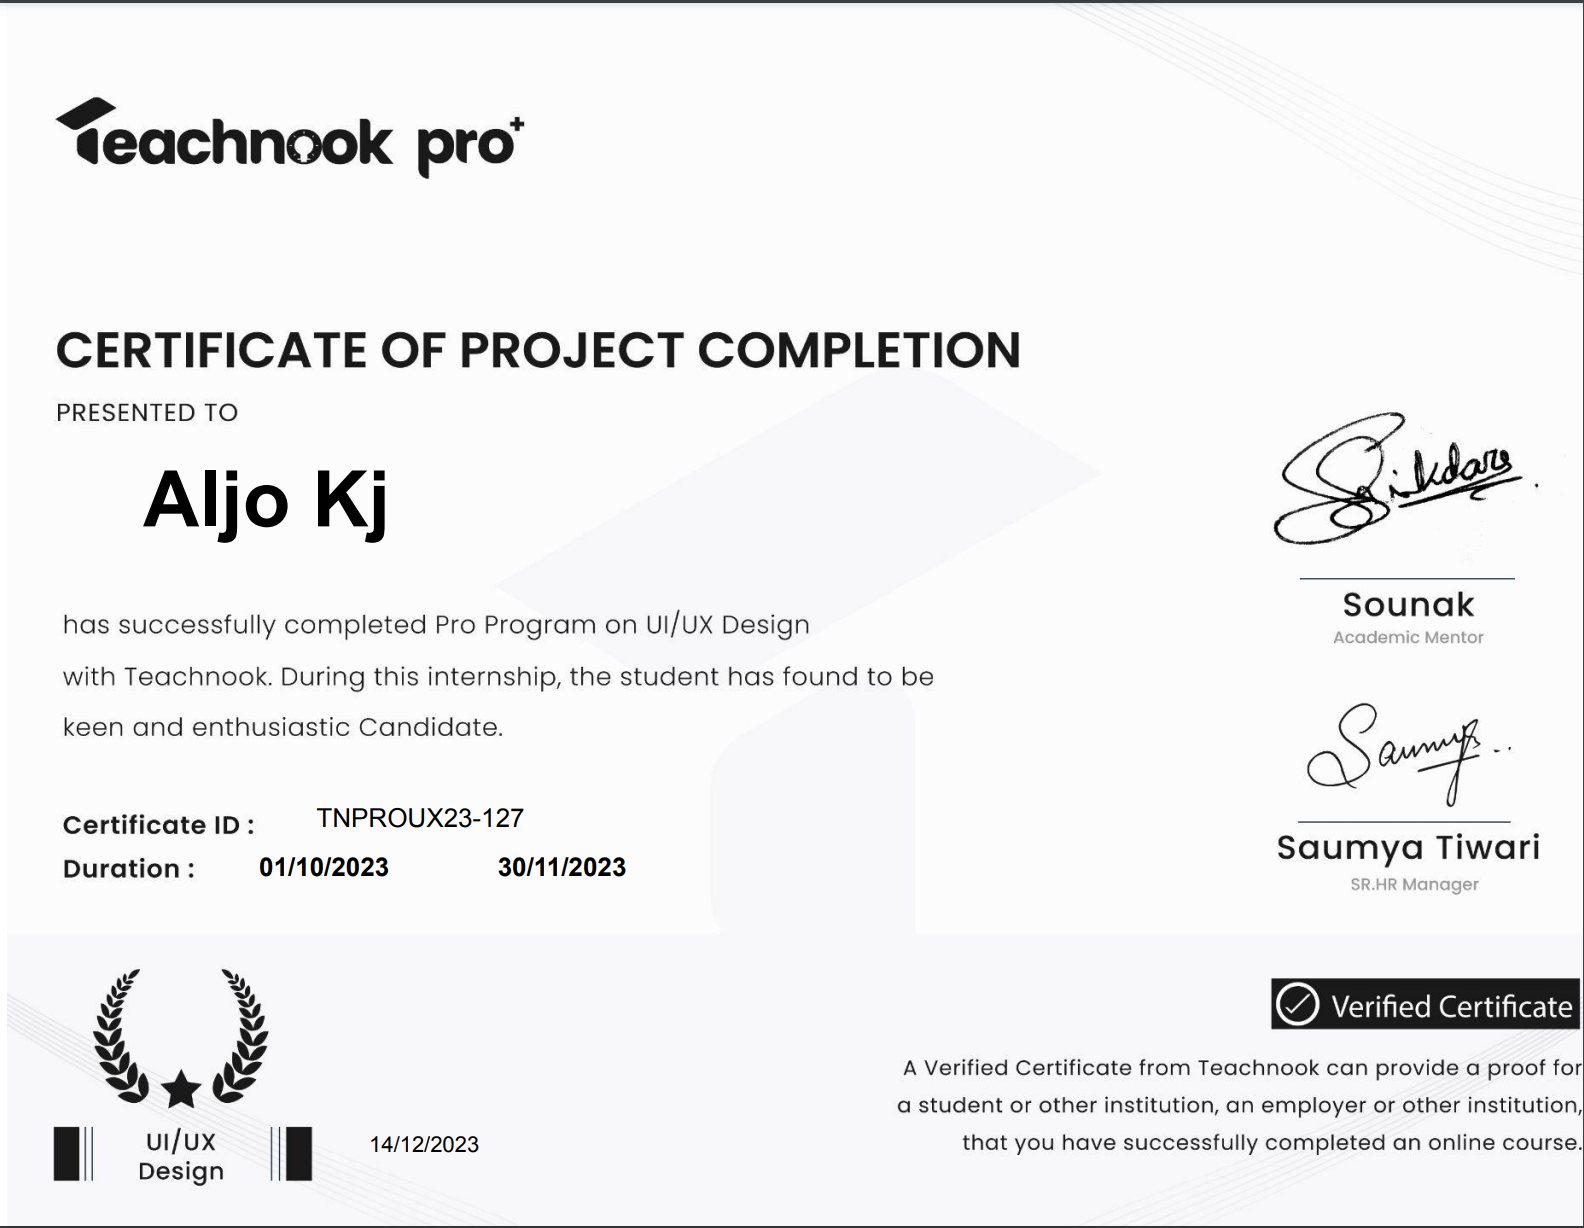 Teachnook pro+
CERTIFICATE OF PROJECT COMPLETION
PRESENTED TO
Aljo Kj
has successfully completed Pro Program on UI/UX Design
with Teachnook. During this internship, the student has found to be
keen and enthusiastic Candidate.
Certificate ID : TNPROUX23-127
Duration : 01/10/2023 30/11/2023
Sikdars
Sounak
Academic Mentor
Saumya
Saumya Tiwari
SR.HR Manager
UI/UX
Design
14/12/2023
Verified Certificate
A Verified Certificate from Teachnook can provide a proof for
a student or other institution, an employer or other institution,
that you have successfully completed an online course.